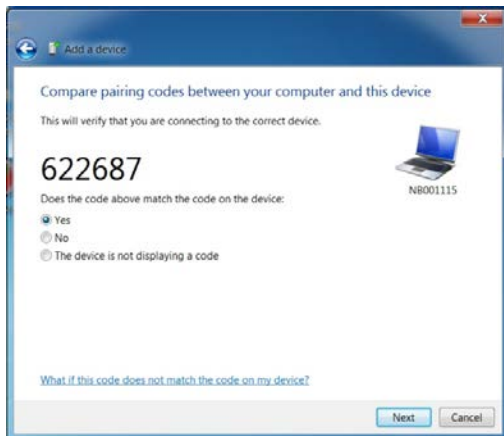 Add a device
Compare pairing codes between your computer and this device
This will verify that you are connecting to the correct device.
622687
NB001115
Does the code above match the code on the device:
Yes
No
The device is not displaying a code
What if this code does not match the code on my device?
Next Cancel